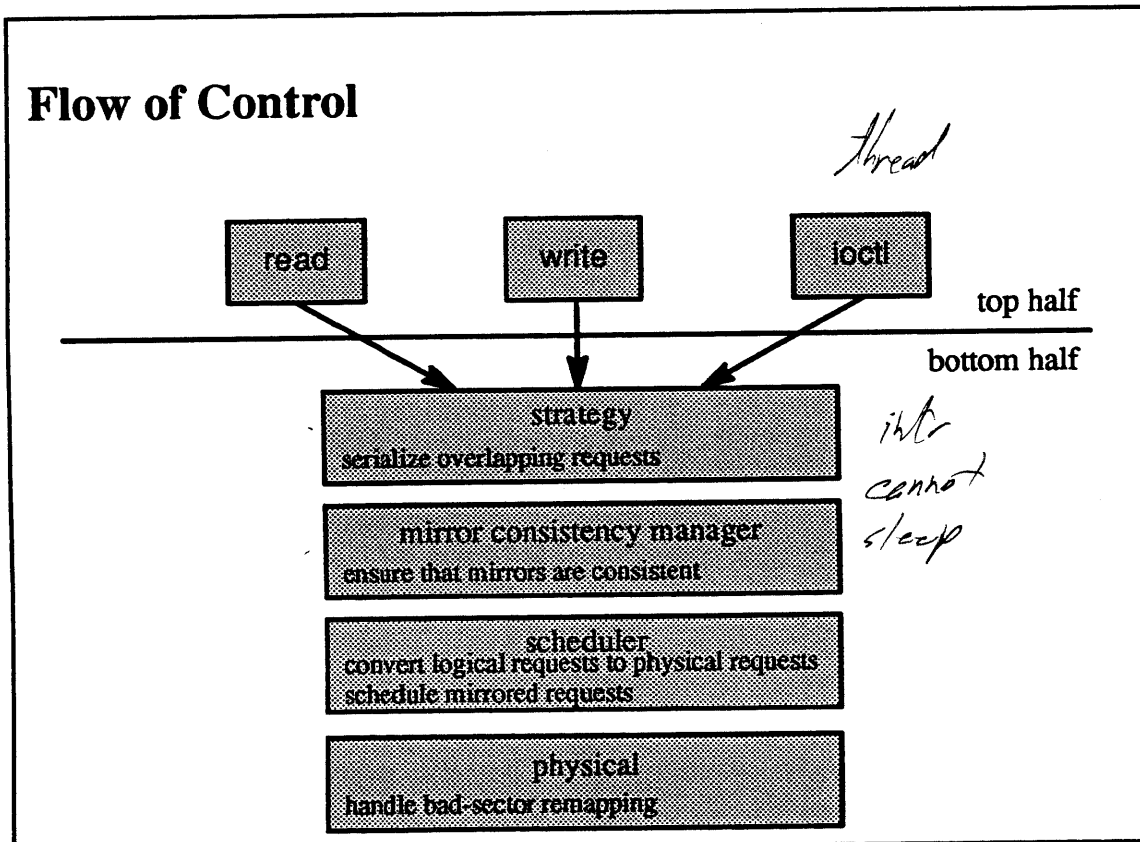 Flow of Control
thread
read
write
ioctl
top half
bottom half
strategy
serialize overlapping requests
intr
cannot
sleep
mirror consistency manager
ensure that mirrors are consistent
scheduler
convert logical requests to physical requests
schedule mirrored requests
physical
handle bad-sector remapping